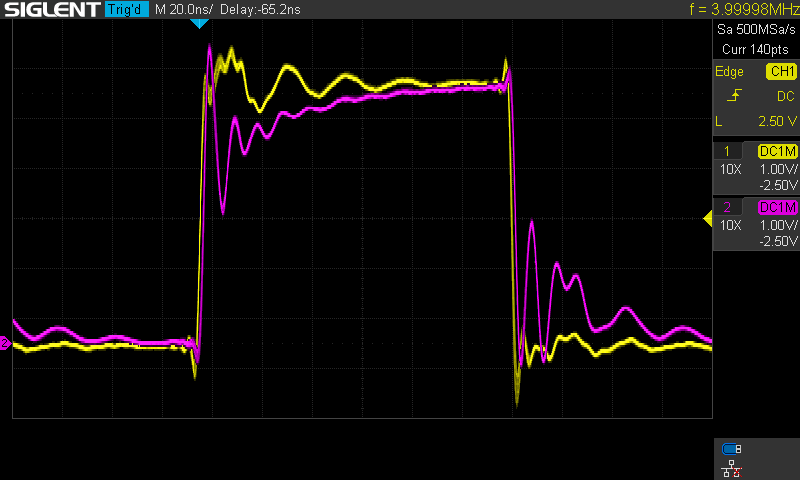 SIGLENT Trig'd M 20.0ns/ Delay:-65.2ns f = 3.99998MHz
Sa 500MSa/s
Curr 140pts
Edge CH1
DC
L 2.50 V
1 DC1M
10X 1.00V/
-2.50V
2 DC1M
10X 1.00V/
-2.50V
2